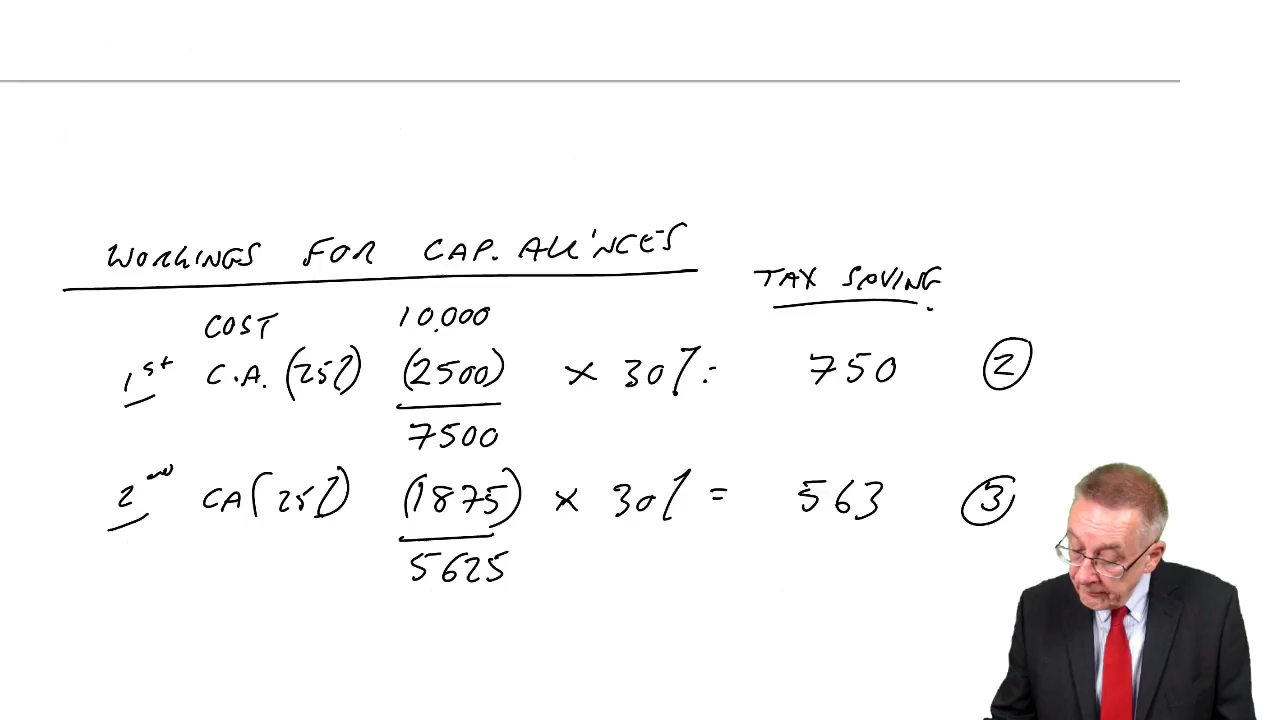 WORKINGS FOR CAP. ALL'NCES
TAX SAVING
COST 10,000
1st C.A. (25%) (2500) × 30% = 750 2
7500
2nd CA (25%) (1875) × 30% = 563 3
5625